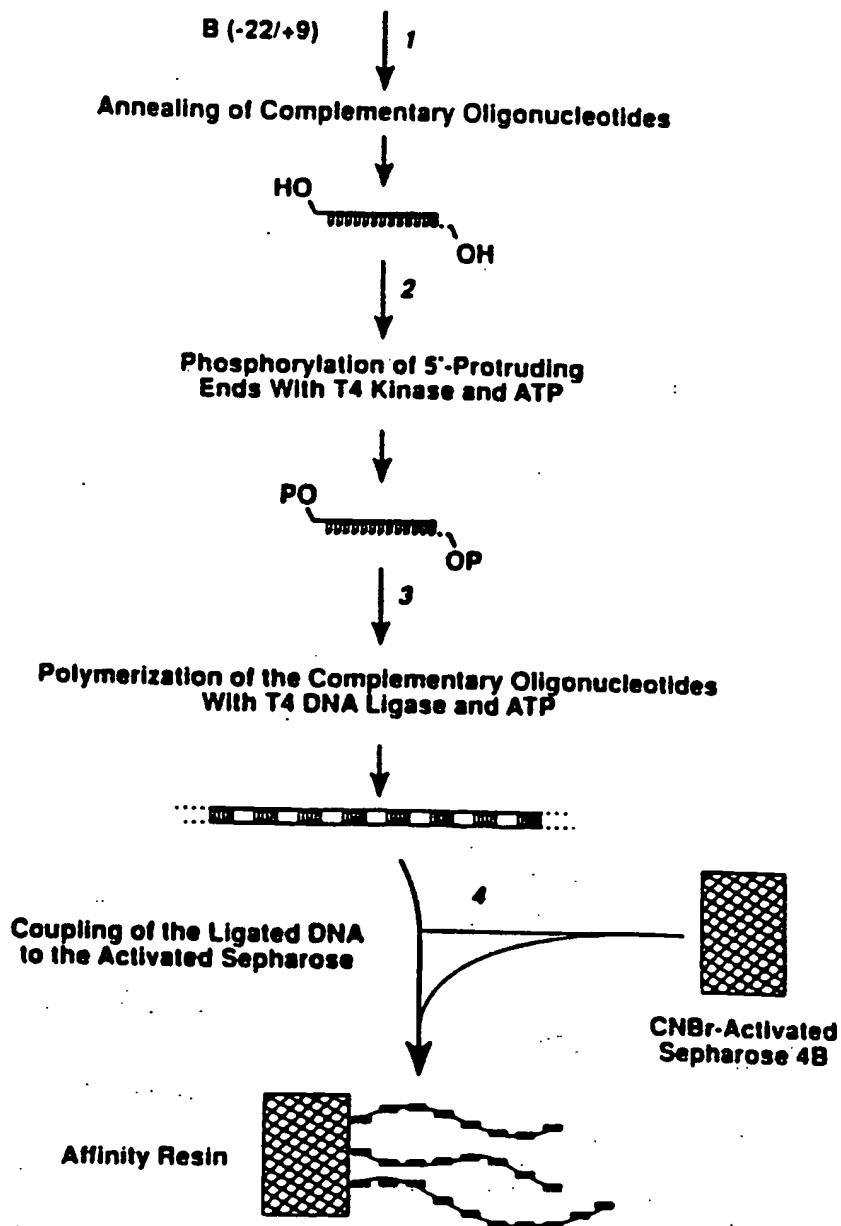 B (-22/+9)
1
Annealing of Complementary Oligonucleotides
HO
OH
2
Phosphorylation of 5'-Protruding
Ends With T4 Kinase and ATP
PO
OP
3
Polymerization of the Complementary Oligonucleotides
With T4 DNA Ligase and ATP
4
Coupling of the Ligated DNA
to the Activated Sepharose
CNBr-Activated
Sepharose 4B
Affinity Resin